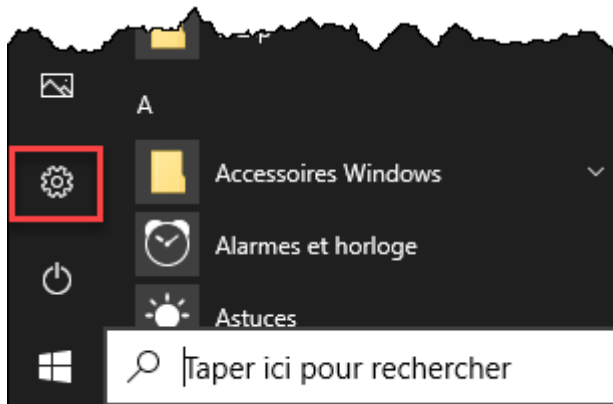 A
Accessoires Windows
Alarmes et horloge
Astuces
Taper ici pour rechercher